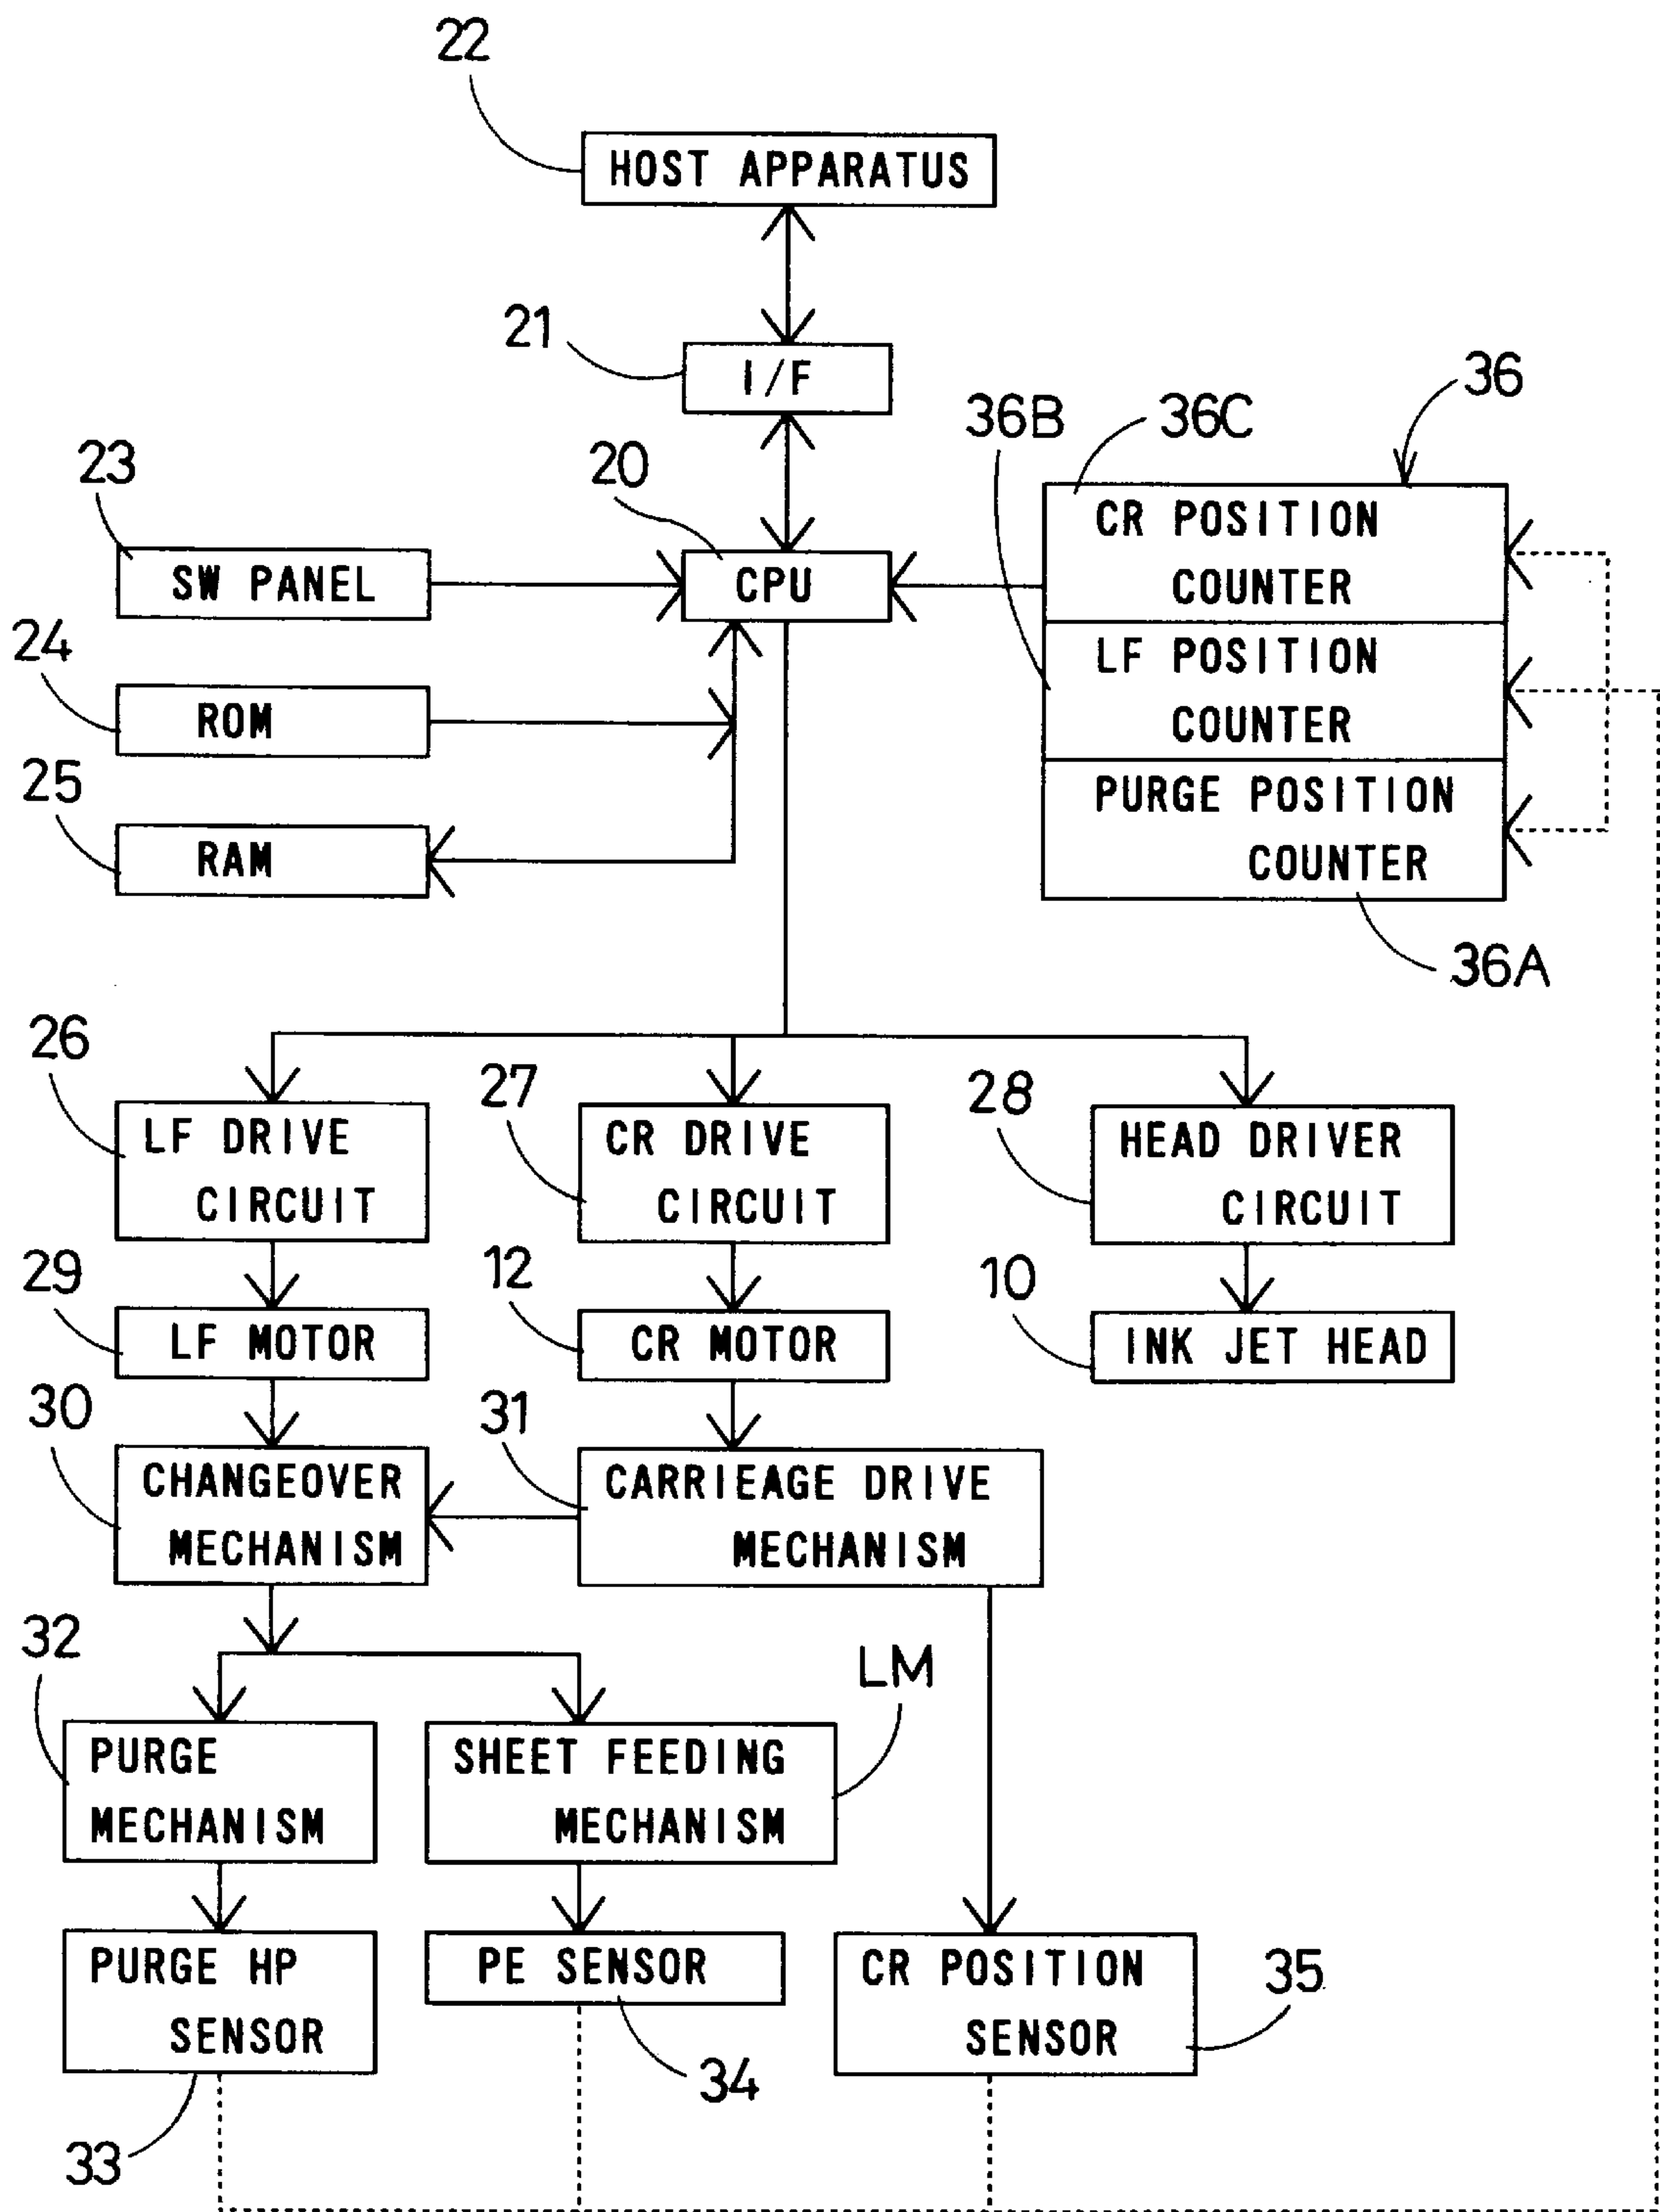 22
HOST APPARATUS
21
I/F
36
36B
36C
23
20
CR POSITION
COUNTER
SW PANEL
CPU
24
LF POSITION
COUNTER
ROM
25
PURGE POSITION
COUNTER
RAM
36A
26
27
28
LF DRIVE
CIRCUIT
CR DRIVE
CIRCUIT
HEAD DRIVER
CIRCUIT
29
12
10
LF MOTOR
CR MOTOR
INK JET HEAD
30
31
CHANGEOVER
MECHANISM
CARRIEAGE DRIVE
MECHANISM
32
LM
PURGE
MECHANISM
SHEET FEEDING
MECHANISM
PURGE HP
SENSOR
PE SENSOR
CR POSITION
SENSOR
35
34
33